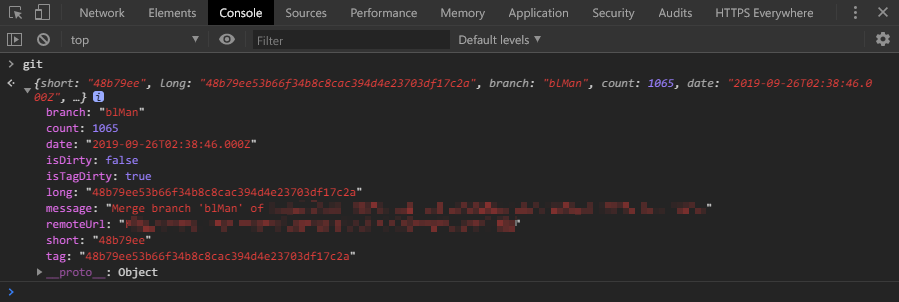 Network Elements Console Sources Performance Memory Application Security Audits HTTPS Everywhere
top Filter Default levels
git
{short: "48b79ee", long: "48b79ee53b66f34b8c8cac394d4e23703df17c2a", branch: "blMan", count: 1065, date: "2019-09-26T02:38:46.0
00Z", …} i
branch: "blMan"
count: 1065
date: "2019-09-26T02:38:46.000Z"
isDirty: false
isTagDirty: true
long: "48b79ee53b66f34b8c8cac394d4e23703df17c2a"
message: "Merge branch 'blMan' of "
remoteUrl: ""
short: "48b79ee"
tag: "48b79ee53b66f34b8c8cac394d4e23703df17c2a"
__proto__: Object